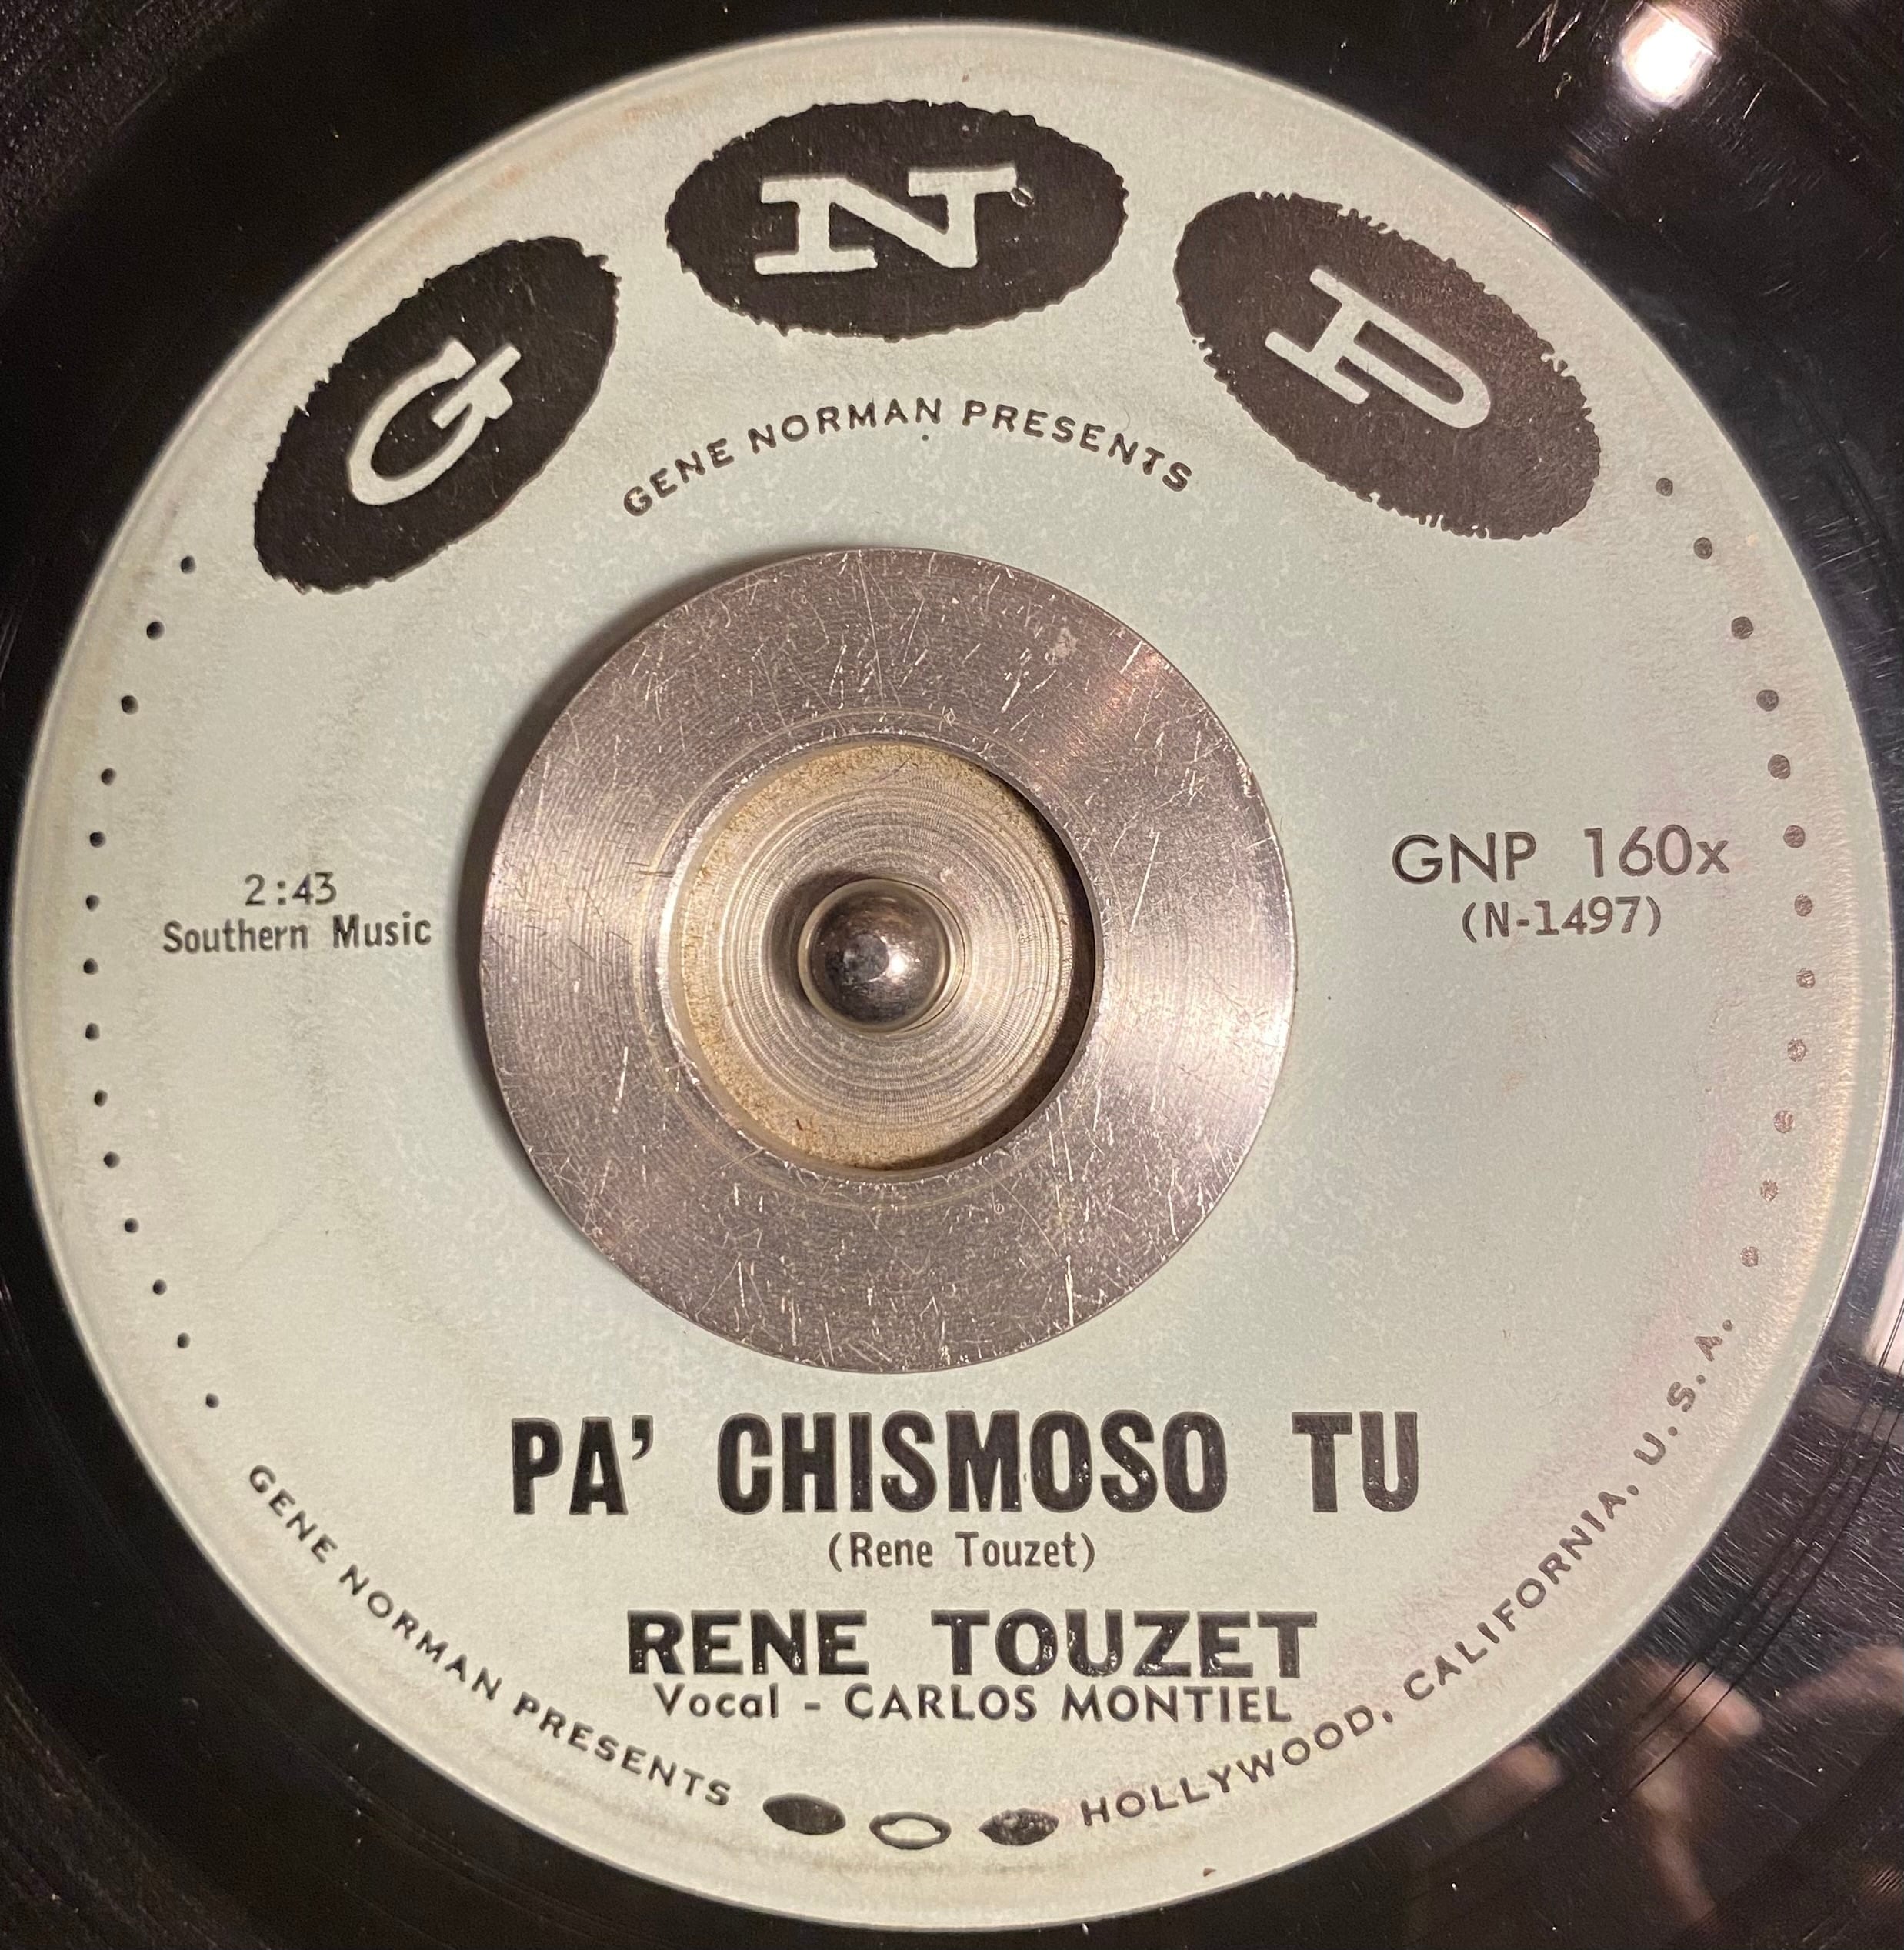 G N P
GENE NORMAN PRESENTS
2:43
Southern Music
GNP 160x
(N-1497)
PA' CHISMOSO TU
(Rene Touzet)
RENE TOUZET
Vocal - CARLOS MONTIEL
GENE NORMAN PRESENTS HOLLYWOOD, CALIFORNIA, U.S.A.
N